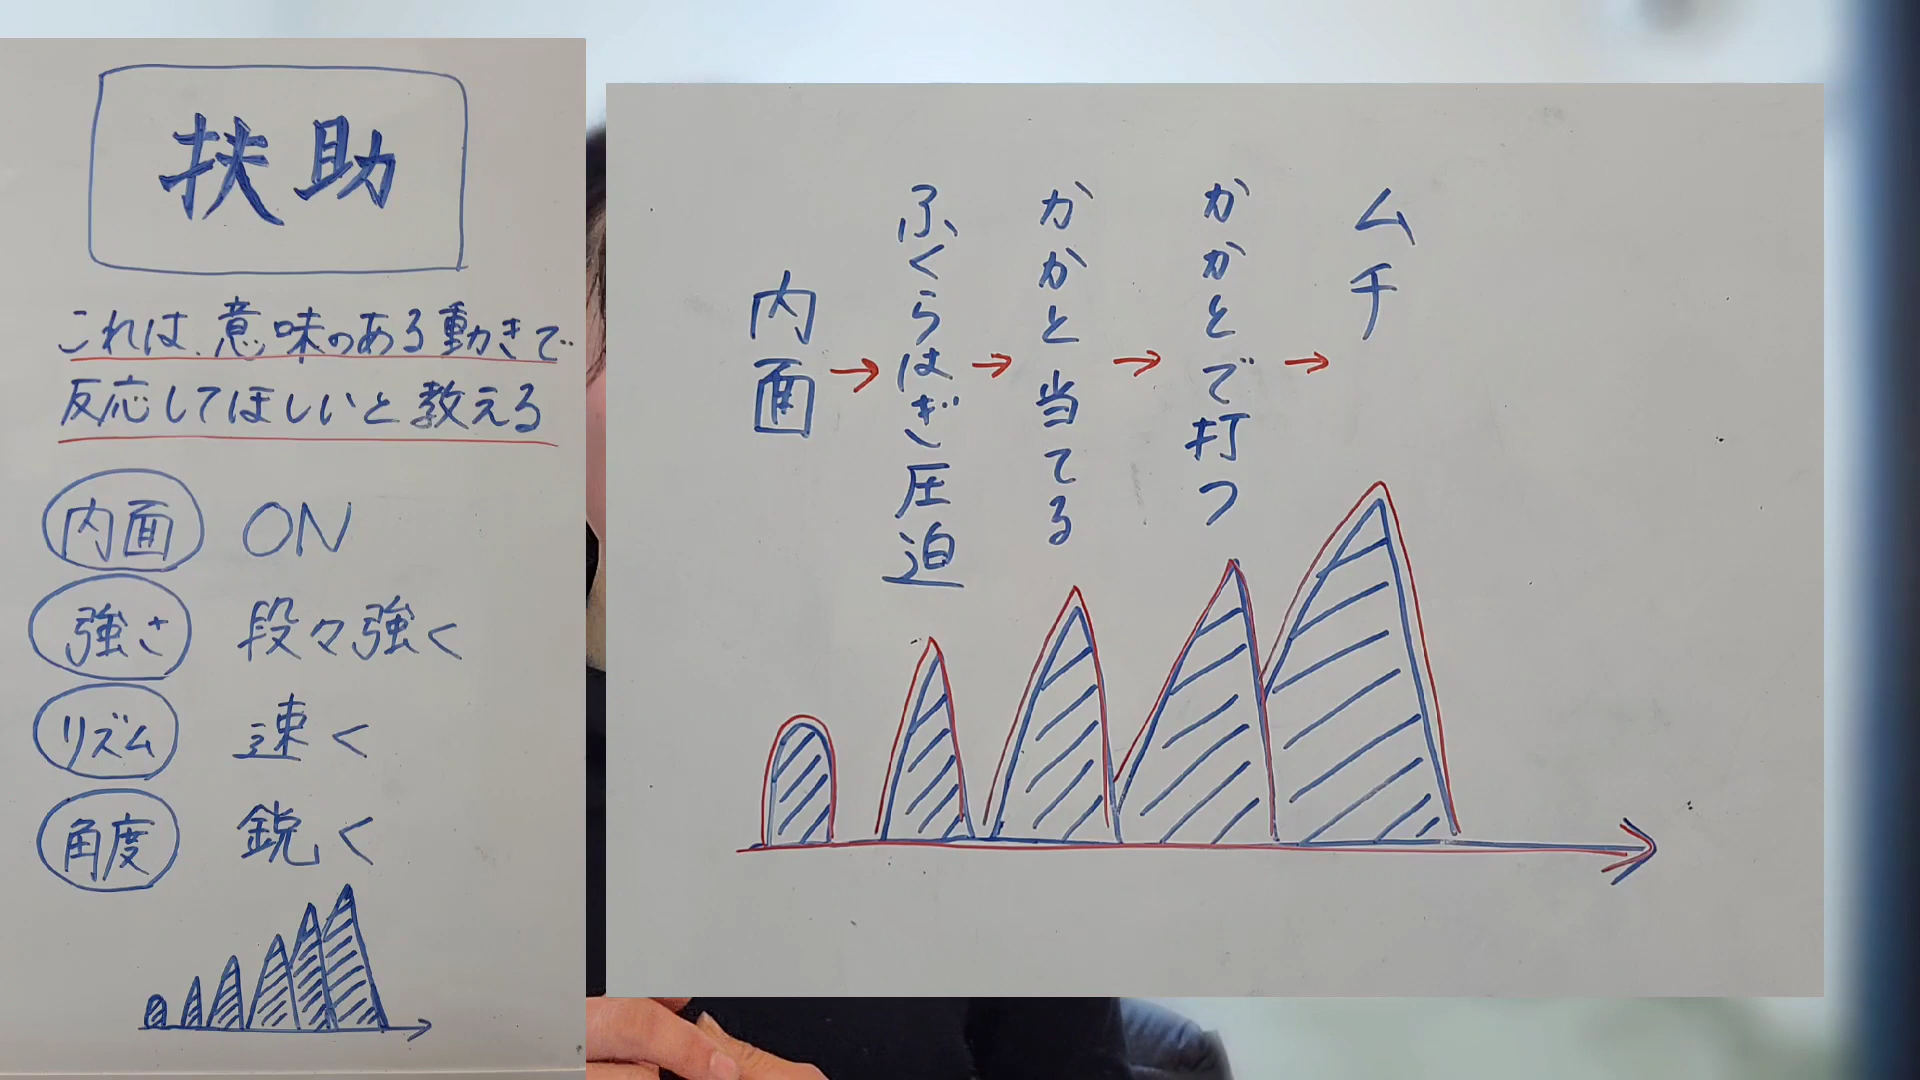 扶助
これは、意味のある動きで
反応してほしいと教える
内面 ON
強さ 段々強く
リズム 速く
角度 鋭く
内面
→
ふくらはぎ圧迫
→
かかと当てる
→
かかとで打つ
→
ムチ